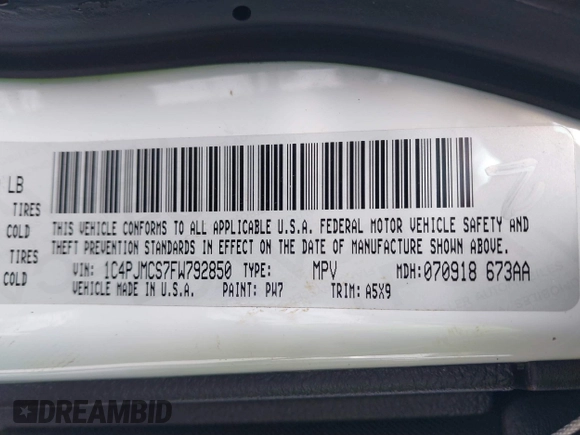 LB
TIRES
COLD
TIRES
COLD
THIS VEHICLE CONFORMS TO ALL APPLICABLE U.S.A. FEDERAL MOTOR VEHICLE SAFETY AND
THEFT PREVENTION STANDARDS IN EFFECT ON THE DATE OF MANUFACTURE SHOWN ABOVE.
VIN: 1C4PJMCS7FW792850 TYPE: MPV MDH:070918 673AA
VEHICLE MADE IN U.S.A. PAINT: PW7 TRIM: A5X9
DREAMBID